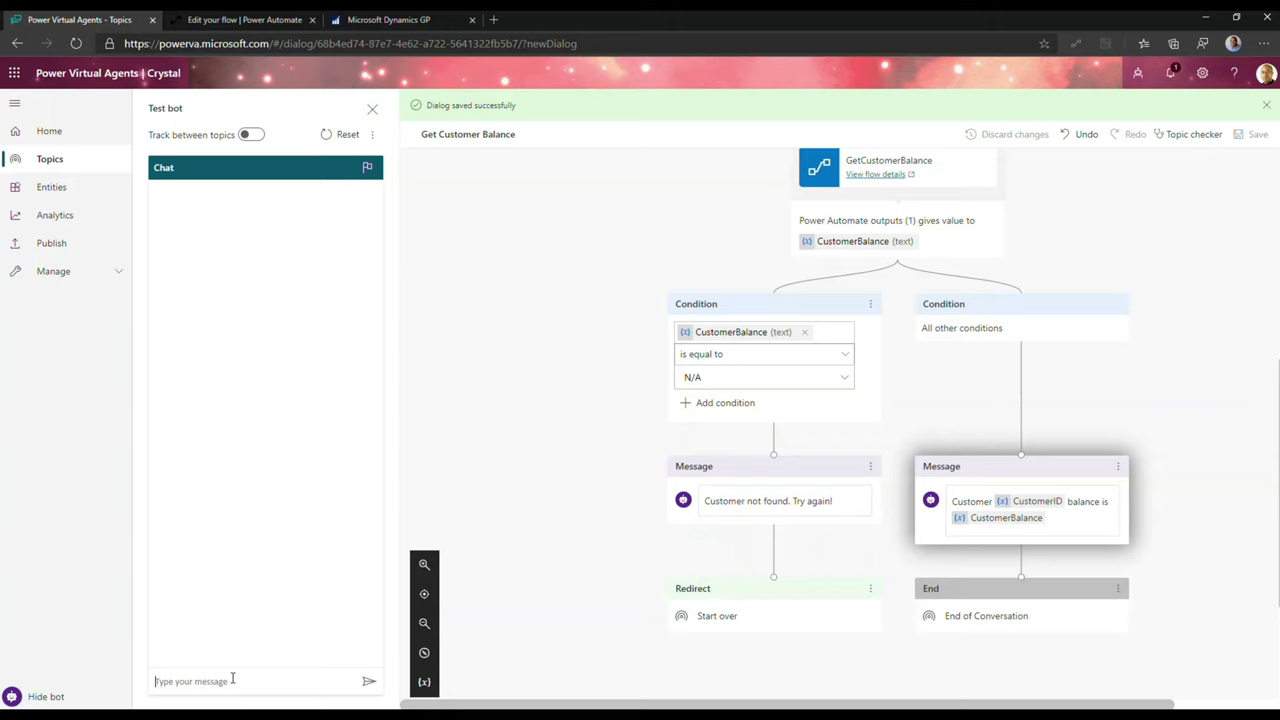 Power Virtual Agents - Topics
Edit your flow | Power Automate
Microsoft Dynamics GP
https://powerva.microsoft.com/#/dialog/68b4ed74-87e7-4e62-a722-5641322fb5b7/?newDialog
Power Virtual Agents | Crystal
1
?
Home
Topics
Entities
Analytics
Publish
Manage
Hide bot
Test bot
Track between topics
Reset
Chat
Type your message
Dialog saved successfully
Get Customer Balance
Discard changes
Undo
Redo
Topic checker
Save
GetCustomerBalance
View flow details
Power Automate outputs (1) gives value to
{x} CustomerBalance (text)
Condition
{x} CustomerBalance (text)
is equal to
N/A
Add condition
Message
Customer not found. Try again!
Redirect
Start over
Condition
All other conditions
Message
Customer {x} CustomerID balance is
{x} CustomerBalance
End
End of Conversation
{x}